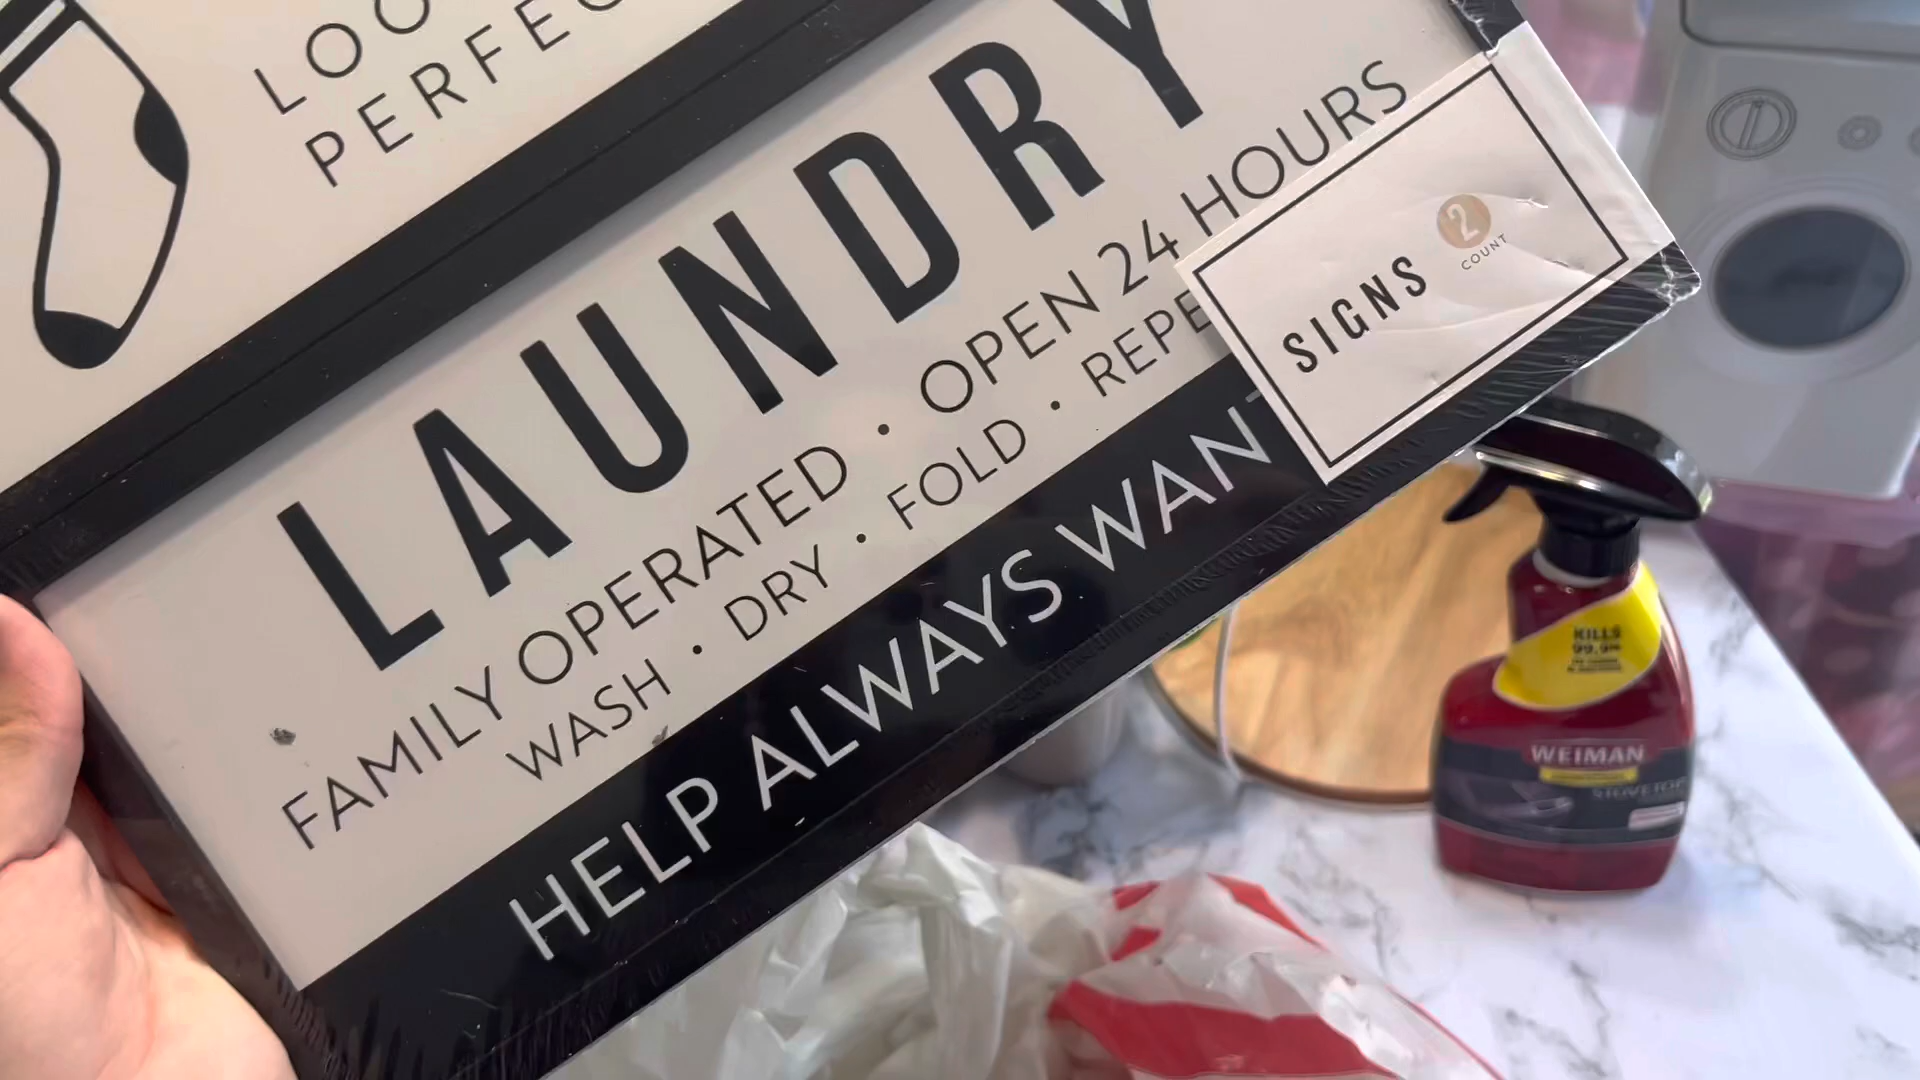 LOO
PERFEC
LAUNDRY
FAMILY OPERATED • OPEN 24 HOURS
WASH • DRY • FOLD • REPE
HELP ALWAYS WANT
SIGNS
2
COUNT
KILLS
99.9%
WEIMAN
STOVETOP